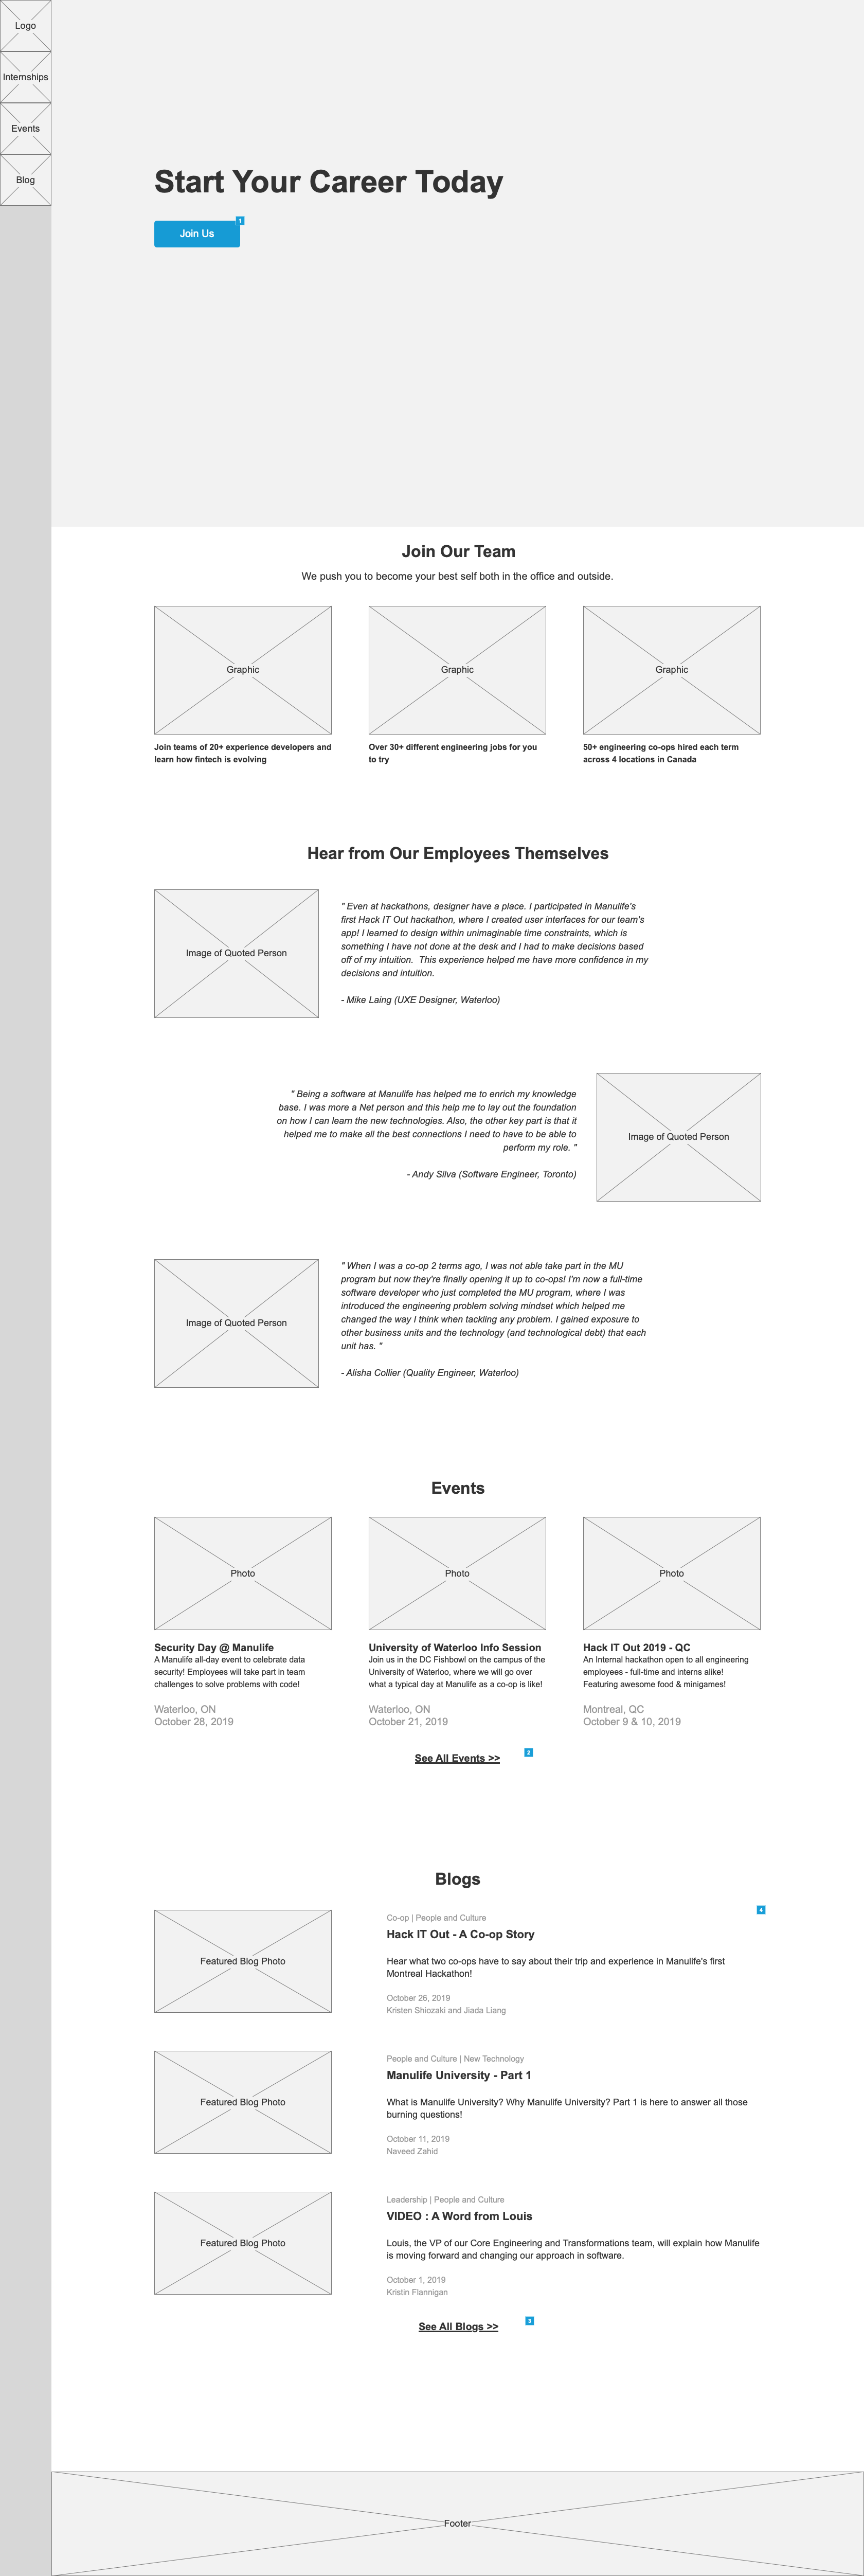 Logo
Internships
Events
Blog
Start Your Career Today
1
Join Us
Join Our Team
We push you to become your best self both in the office and outside.
Graphic
Graphic
Graphic
Join teams of 20+ experience developers and
learn how fintech is evolving
Over 30+ different engineering jobs for you
to try
50+ engineering co-ops hired each term
across 4 locations in Canada
Hear from Our Employees Themselves
Image of Quoted Person
" Even at hackathons, designer have a place. I participated in Manulife's
first Hack IT Out hackathon, where I created user interfaces for our team's
app! I learned to design within unimaginable time constraints, which is
something I have not done at the desk and I had to make decisions based
off of my intuition.  This experience helped me have more confidence in my
decisions and intuition.
- Mike Laing (UXE Designer, Waterloo)
" Being a software at Manulife has helped me to enrich my knowledge
base. I was more a Net person and this help me to lay out the foundation
on how I can learn the new technologies. Also, the other key part is that it
helped me to make all the best connections I need to have to be able to
perform my role. "
- Andy Silva (Software Engineer, Toronto)
Image of Quoted Person
Image of Quoted Person
" When I was a co-op 2 terms ago, I was not able take part in the MU
program but now they're finally opening it up to co-ops! I'm now a full-time
software developer who just completed the MU program, where I was
introduced the engineering problem solving mindset which helped me
changed the way I think when tackling any problem. I gained exposure to
other business units and the technology (and technological debt) that each
unit has. "
- Alisha Collier (Quality Engineer, Waterloo)
Events
Photo
Photo
Photo
Security Day @ Manulife
A Manulife all-day event to celebrate data
security! Employees will take part in team
challenges to solve problems with code!
Waterloo, ON
October 28, 2019
University of Waterloo Info Session
Join us in the DC Fishbowl on the campus of the
University of Waterloo, where we will go over
what a typical day at Manulife as a co-op is like!
Waterloo, ON
October 21, 2019
Hack IT Out 2019 - QC
An Internal hackathon open to all engineering
employees - full-time and interns alike!
Featuring awesome food & minigames!
Montreal, QC
October 9 & 10, 2019
See All Events >>
2
Blogs
4
Featured Blog Photo
Co-op | People and Culture
Hack IT Out - A Co-op Story
Hear what two co-ops have to say about their trip and experience in Manulife's first
Montreal Hackathon!
October 26, 2019
Kristen Shiozaki and Jiada Liang
Featured Blog Photo
People and Culture | New Technology
Manulife University - Part 1
What is Manulife University? Why Manulife University? Part 1 is here to answer all those
burning questions!
October 11, 2019
Naveed Zahid
Featured Blog Photo
Leadership | People and Culture
VIDEO : A Word from Louis
Louis, the VP of our Core Engineering and Transformations team, will explain how Manulife
is moving forward and changing our approach in software.
October 1, 2019
Kristin Flannigan
See All Blogs >>
3
Footer